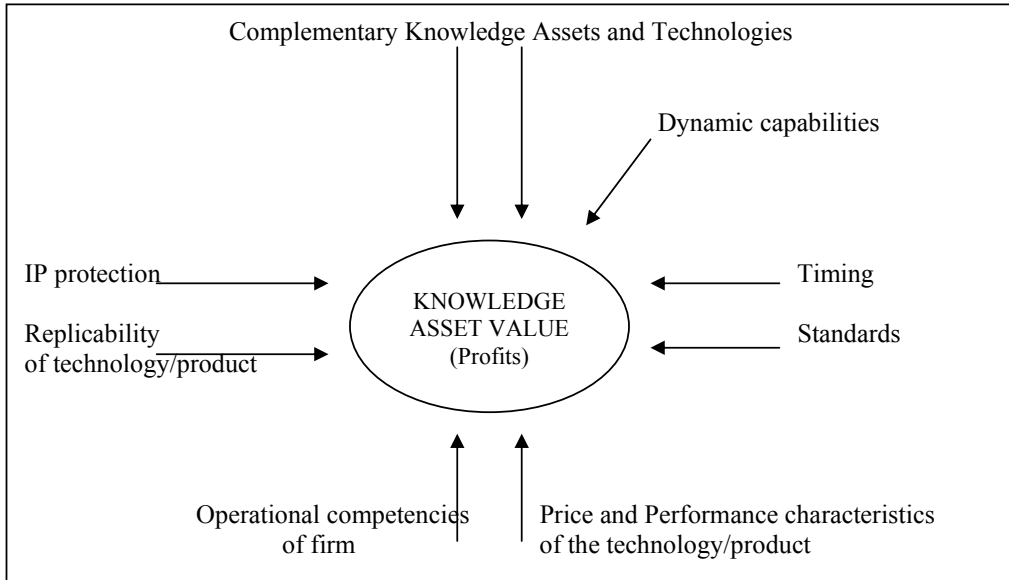 Complementary Knowledge Assets and Technologies
Dynamic capabilities
IP protection
Timing
KNOWLEDGE
ASSET VALUE
(Profits)
Replicability
of technology/product
Standards
Operational competencies
of firm
Price and Performance characteristics
of the technology/product